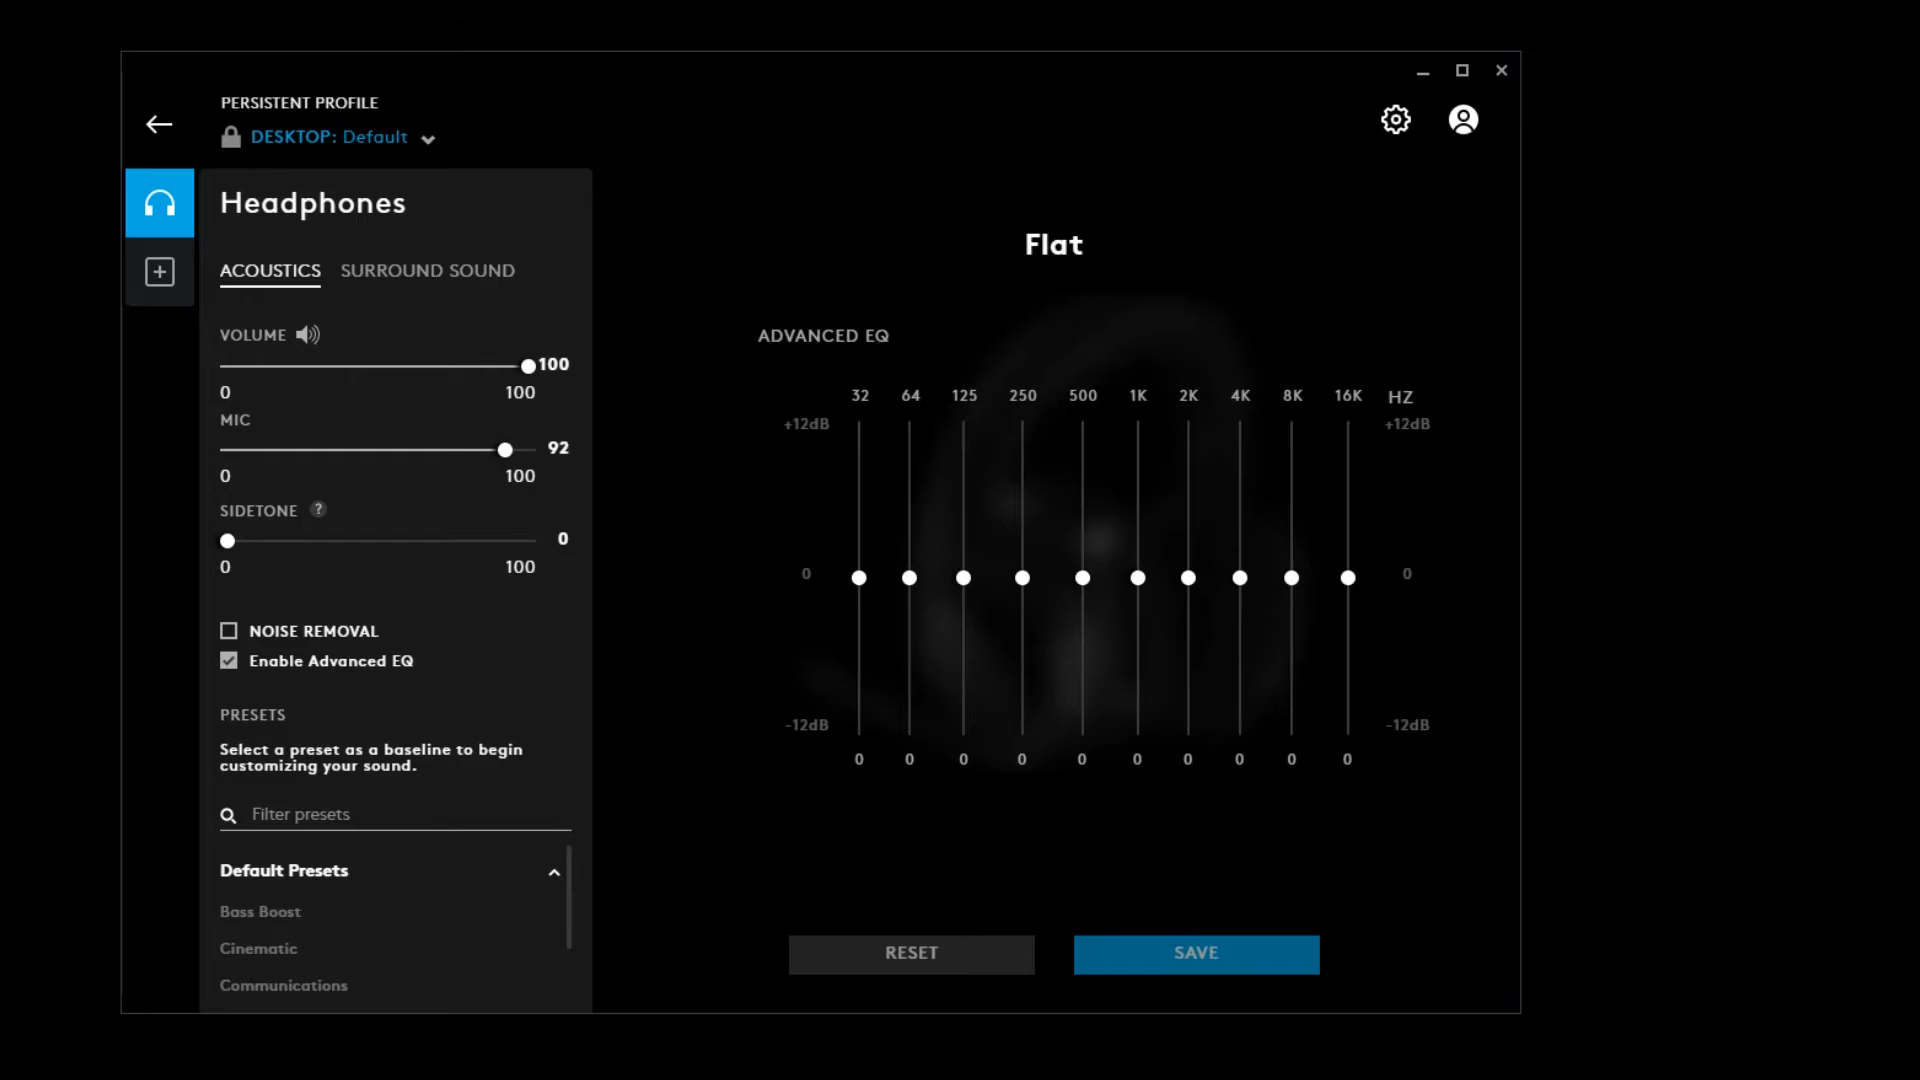 PERSISTENT PROFILE
DESKTOP: Default
Headphones
ACOUSTICS SURROUND SOUND
VOLUME
100
0 100
MIC
92
0 100
SIDETONE ?
0
0 100
NOISE REMOVAL
Enable Advanced EQ
PRESETS
Select a preset as a baseline to begin
customizing your sound.
Filter presets
Default Presets
Bass Boost
Cinematic
Communications
Flat
ADVANCED EQ
32 64 125 250 500 1K 2K 4K 8K 16K HZ
+12dB +12dB
0 0
-12dB -12dB
0 0 0 0 0 0 0 0 0 0
RESET SAVE